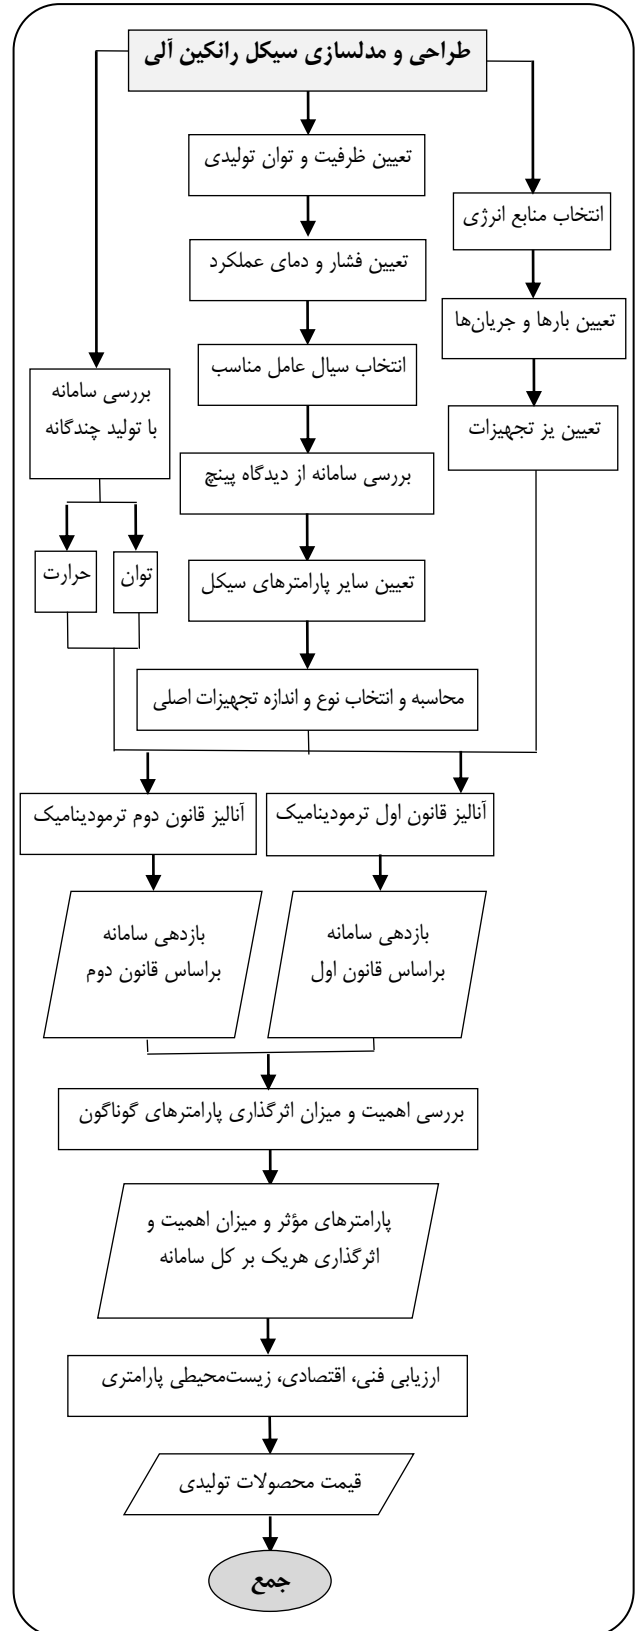 طراحی و مدلسازی سیکل رانکین آلی
تعیین ظرفیت و توان تولیدی
انتخاب منابع انرژی
تعیین فشار و دمای عملکرد
تعیین بارها و جریان‌ها
انتخاب سیال عامل مناسب
بررسی سامانه
با تولید چندگانه
تعیین یز تجهیزات
بررسی سامانه از دیدگاه پینچ
توان
حرارت
تعیین سایر پارامترهای سیکل
محاسبه و انتخاب نوع و اندازه تجهیزات اصلی
آنالیز قانون اول ترمودینامیک
آنالیز قانون دوم ترمودینامیک
بازدهی سامانه
براساس قانون اول
بازدهی سامانه
براساس قانون دوم
بررسی اهمیت و میزان اثرگذاری پارامترهای گوناگون
پارامترهای مؤثر و میزان اهمیت و
اثرگذاری هریک بر کل سامانه
ارزیابی فنی، اقتصادی، زیست‌محیطی پارامتری
قیمت محصولات تولیدی
جمع